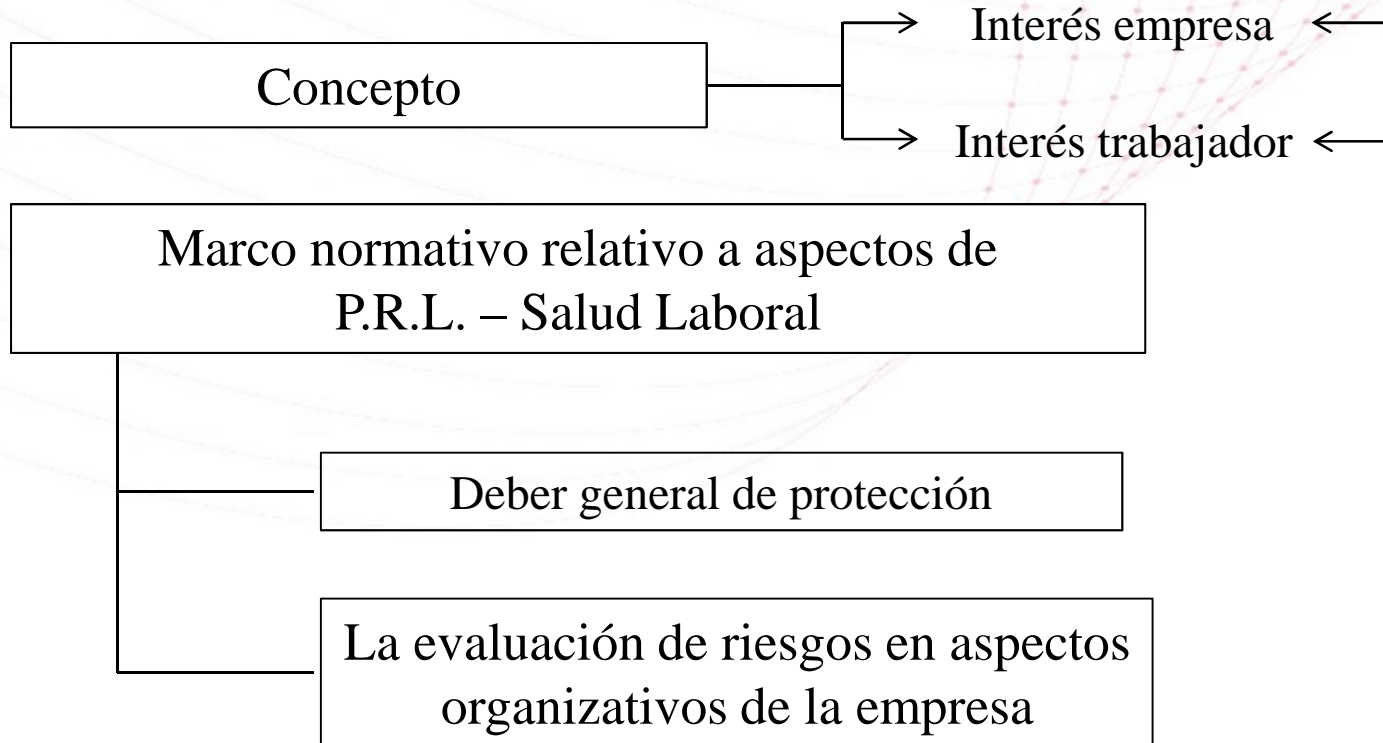 Interés empresa
Concepto
Interés trabajador
Marco normativo relativo a aspectos de
P.R.L. – Salud Laboral
Deber general de protección
La evaluación de riesgos en aspectos
organizativos de la empresa